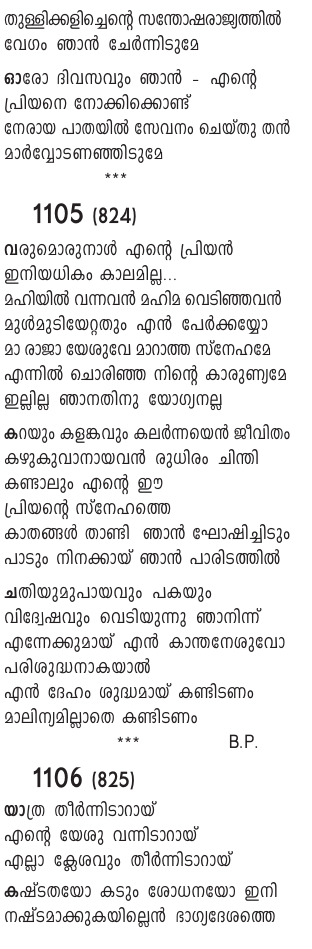 തുള്ളിക്കളിച്ചെന്റെ സന്തോഷരാജ്യത്തിൽ
വേഗം ഞാൻ ചേർന്നിടുമേ
ഓരോ ദിവസവും ഞാൻ - എന്റെ
പ്രിയനെ നോക്കിക്കൊണ്ട്
നേരായ പാതയിൽ സേവനം ചെയ്തു തൻ
മാർവ്വോടണഞ്ഞിടുമേ
***
1105 (824)
വരുമൊരുനാൾ എന്റെ പ്രിയൻ
ഇനിയധികം കാലമില്ല...
മഹിയിൽ വന്നവൻ മഹിമ വെടിഞ്ഞവൻ
മുൾമുടിയേറ്റതും എൻ പേർക്കയ്യോ
മാ രാജാ യേശുവേ മാറാത്ത സ്നേഹമേ
എന്നിൽ ചൊരിഞ്ഞ നിന്റെ കാരുണ്യമേ
ഇല്ലില്ല ഞാനതിനു യോഗ്യനല്ല
കറയും കളങ്കവും കലർന്നയെൻ ജീവിതം
കഴുകുവാനായവൻ രുധിരം ചിന്തി
കണ്ടാലും എന്റെ ഈ
പ്രിയന്റെ സ്നേഹത്തെ
കാതങ്ങൾ താണ്ടി ഞാൻ ഘോഷിച്ചിടും
പാടും നിനക്കായ് ഞാൻ പാരിടത്തിൽ
ചതിയുമുപായവും പകയും
വിദ്വേഷവും വെടിയുന്നു ഞാനിന്ന്
എന്നേക്കുമായ് എൻ കാന്തനേശുവോ
പരിശുദ്ധനാകയാൽ
എൻ ദേഹം ശുദ്ധമായ് കണ്ടിടണം
മാലിന്യമില്ലാതെ കണ്ടിടണം
*** B.P.
1106 (825)
യാത്ര തീർന്നിടാറായ്
എന്റെ യേശു വന്നിടാറായ്
എല്ലാ ക്ലേശവും തീർന്നിടാറായ്
കഷ്ടതയോ കടും ശോധനയോ ഇനി
നഷ്ടമാക്കുകയില്ലെൻ ഭാഗ്യദേശത്തെ